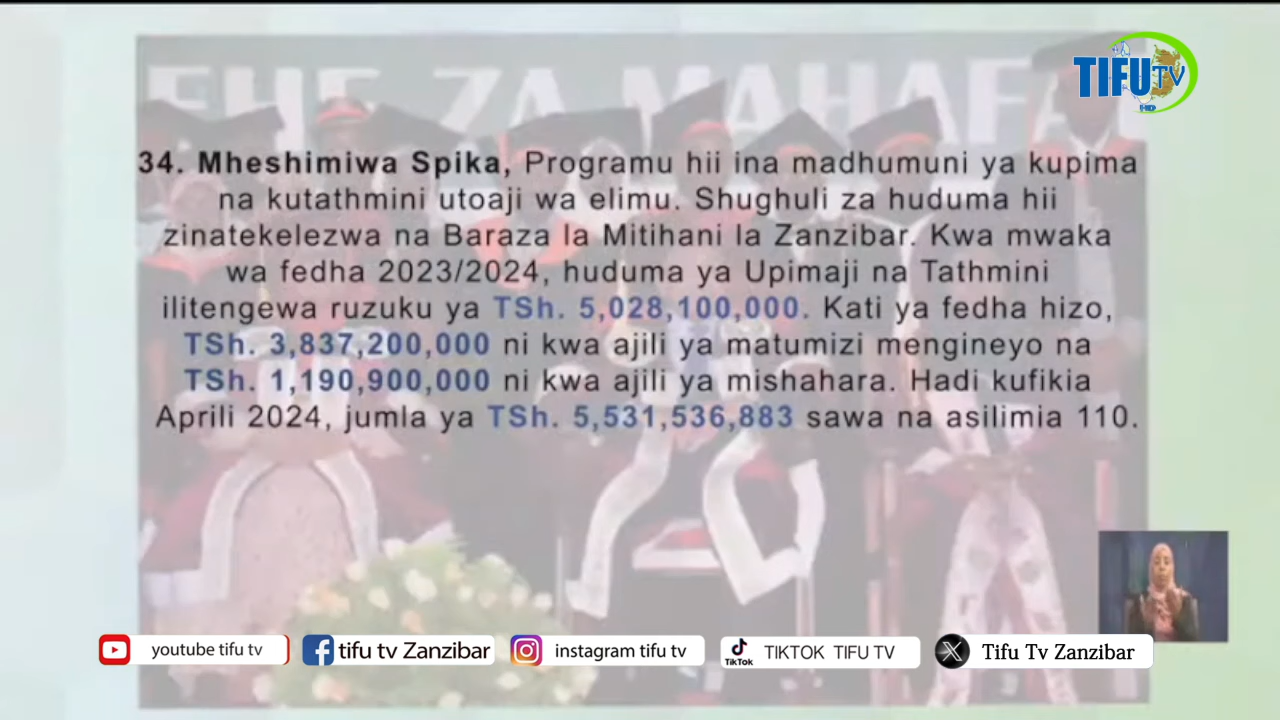 EHE ZA MAHAFA
TIFU TV
HD
34. Mheshimiwa Spika, Programu hii ina madhumuni ya kupima
na kutathmini utoaji wa elimu. Shughuli za huduma hii
zinatekelezwa na Baraza la Mitihani la Zanzibar. Kwa mwaka
wa fedha 2023/2024, huduma ya Upimaji na Tathmini
ilitengewa ruzuku ya TSh. 5,028,100,000. Kati ya fedha hizo,
TSh. 3,837,200,000 ni kwa ajili ya matumizi mengineyo na
TSh. 1,190,900,000 ni kwa ajili ya mishahara. Hadi kufikia
Aprili 2024, jumla ya TSh. 5,531,536,883 sawa na asilimia 110.
youtube tifu tv
tifu tv Zanzibar
instagram tifu tv
TikTok
TIKTOK TIFU TV
Tifu Tv Zanzibar